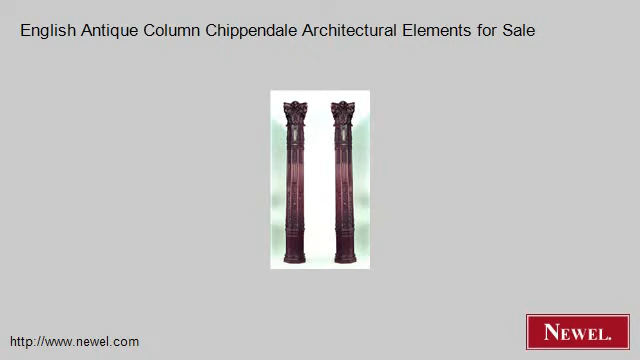 English Antique Column Chippendale Architectural Elements for Sale
http://www.newel.com
NEWEL.